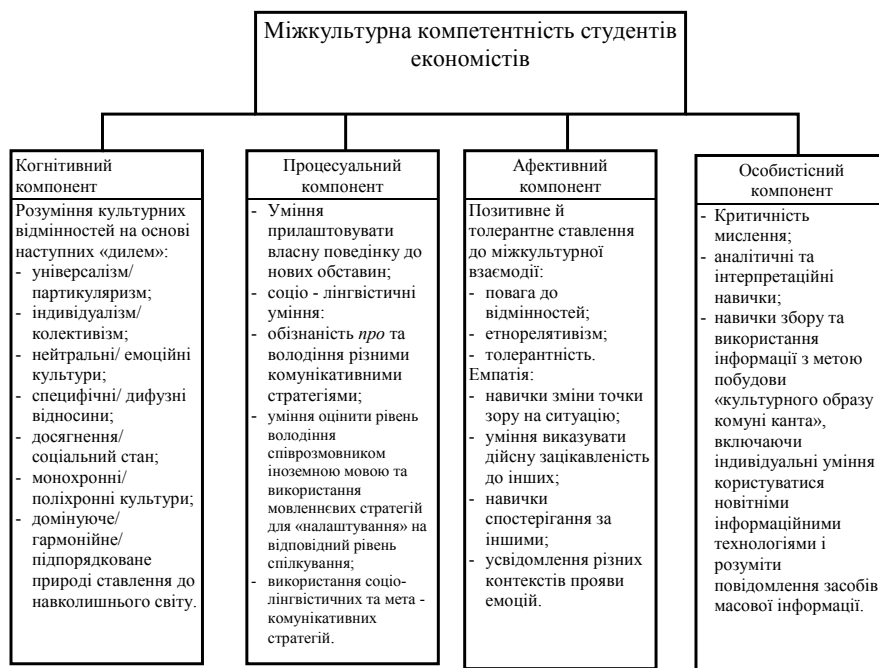 Міжкультурна компетентність студентів
економістів
Когнітивний
компонент
Розуміння культурних
відмінностей на основі
наступних «дилем»:
- універсалізм/
партикуляризм;
- індивідуалізм/
колективізм;
- нейтральні/ емоційні
культури;
- специфічні/ дифузні
відносини;
- досягнення/
соціальний стан;
- монохронні/
поліхронні культури;
- домінуюче/
гармонійне/
підпорядковане
природі ставлення до
навколишнього світу.
Процесуальний
компонент
- Уміння
прилаштовувати
власну поведінку до
нових обставин;
- соціо - лінгвістичні
уміння:
- обізнаність про та
володіння різними
комунікативними
стратегіями;
- уміння оцінити рівень
володіння
співрозмовником
іноземною мовою та
використання
мовленнєвих стратегій
для «налаштування» на
відповідний рівень
спілкування;
- використання соціо-
лінгвістичних та мета -
комунікативних
стратегій.
Афективний
компонент
Позитивне й
толерантне ставлення
до міжкультурної
взаємодії:
- повага до
відмінностей;
- етнорелятивізм;
- толерантність.
Емпатія:
- навички зміни точки
зору на ситуацію;
- уміння виказувати
дійсну зацікавленість
до інших;
- навички
спостерігання за
іншими;
- усвідомлення різних
контекстів прояви
емоцій.
Особистісний
компонент
- Критичність
мислення;
- аналітичні та
інтерпретаційні
навички;
- навички збору та
використання
інформації з метою
побудови
«культурного образу
комуні канта»,
включаючи
індивідуальні уміння
користуватися
новітніми
інформаційними
технологіями і
розуміти
повідомлення засобів
масової інформації.